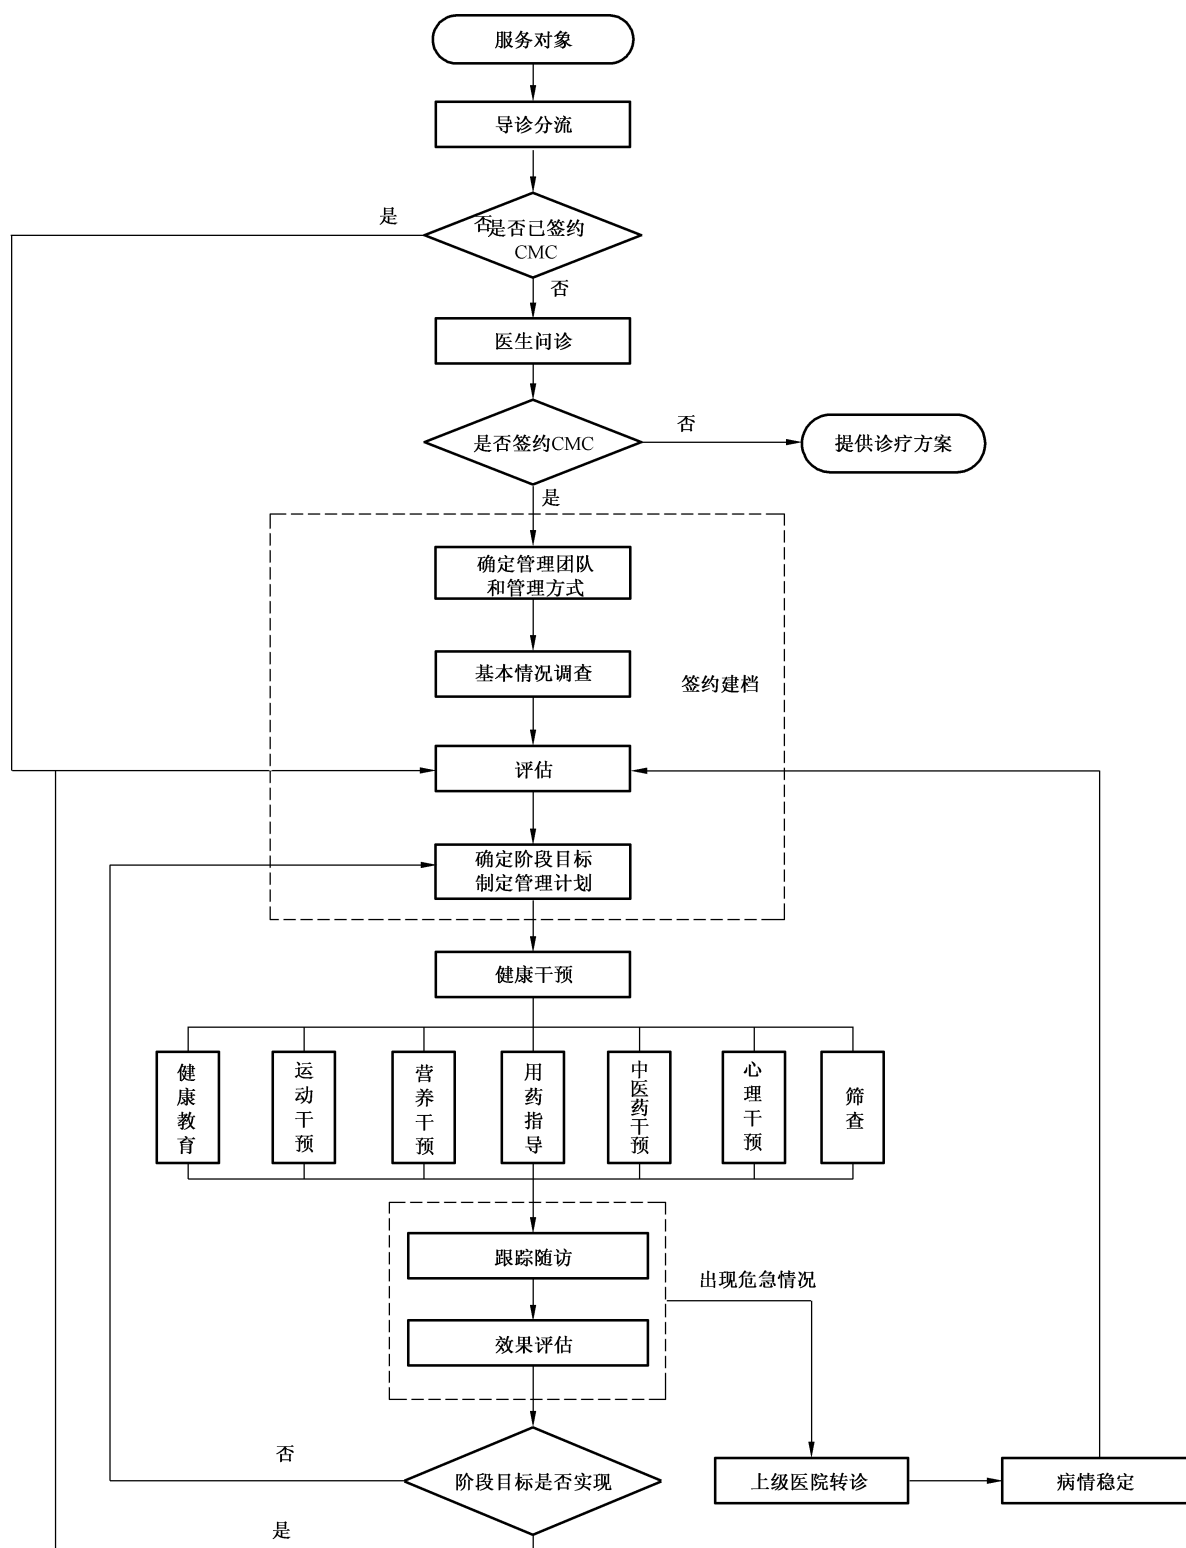 服务对象
导诊分流
是
否
是否已签约
CMC
否
医生问诊
是否签约CMC
否
提供诊疗方案
是
确定管理团队
和管理方式
基本情况调查
签约建档
评估
确定阶段目标
制定管理计划
健康干预
健康教育
运动干预
营养干预
用药指导
中医药干预
心理干预
筛查
跟踪随访
出现危急情况
效果评估
否
阶段目标是否实现
上级医院转诊
病情稳定
是